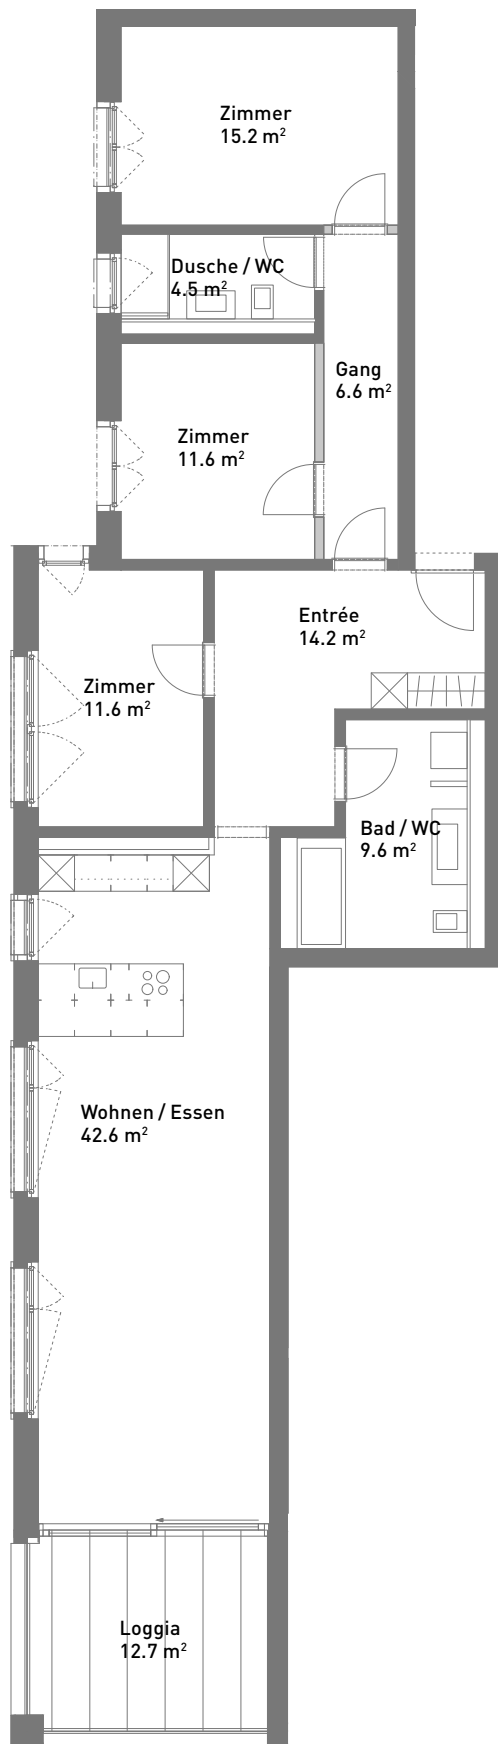 Zimmer
15.2 m²
Dusche / WC
4.5 m²
Gang
6.6 m²
Zimmer
11.6 m²
Entrée
14.2 m²
Zimmer
11.6 m²
Bad / WC
9.6 m²
Wohnen / Essen
42.6 m²
Loggia
12.7 m²